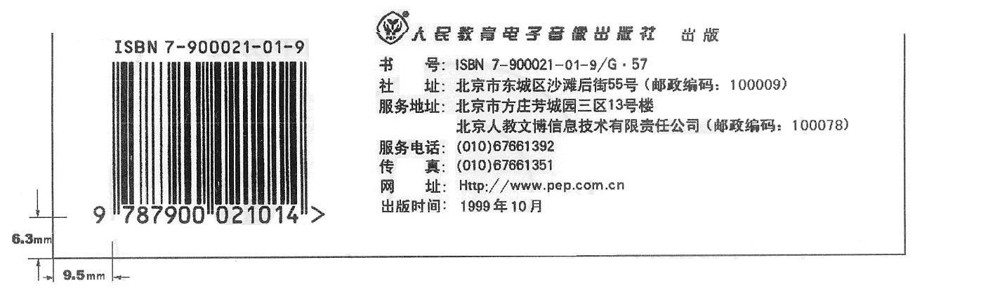 ISBN 7-900021-01-9
9 787900 021014 >
6.3mm
9.5mm
人民教育电子音像出版社 出版
书 号: ISBN 7-900021-01-9/G·57
社 址: 北京市东城区沙滩后街55号(邮政编码: 100009)
服务地址: 北京市方庄芳城园三区13号楼
北京人教文博信息技术有限责任公司(邮政编码: 100078)
服务电话: (010)67661392
传 真: (010)67661351
网 址: Http://www.pep.com.cn
出版时间: 1999年10月